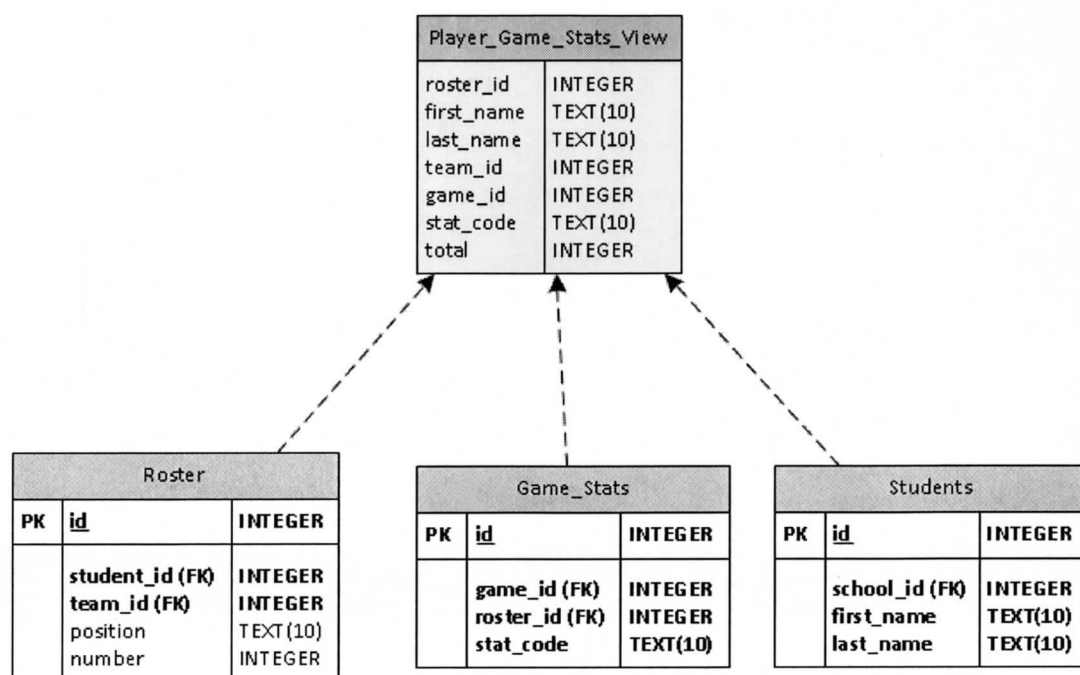 Player_Game_Stats_View
roster_id INTEGER
first_name TEXT(10)
last_name TEXT(10)
team_id INTEGER
game_id INTEGER
stat_code TEXT(10)
total INTEGER
Roster
PK id INTEGER
student_id (FK) INTEGER
team_id (FK) INTEGER
position TEXT(10)
number INTEGER
Game_Stats
PK id INTEGER
game_id (FK) INTEGER
roster_id (FK) INTEGER
stat_code TEXT(10)
Students
PK id INTEGER
school_id (FK) INTEGER
first_name TEXT(10)
last_name TEXT(10)